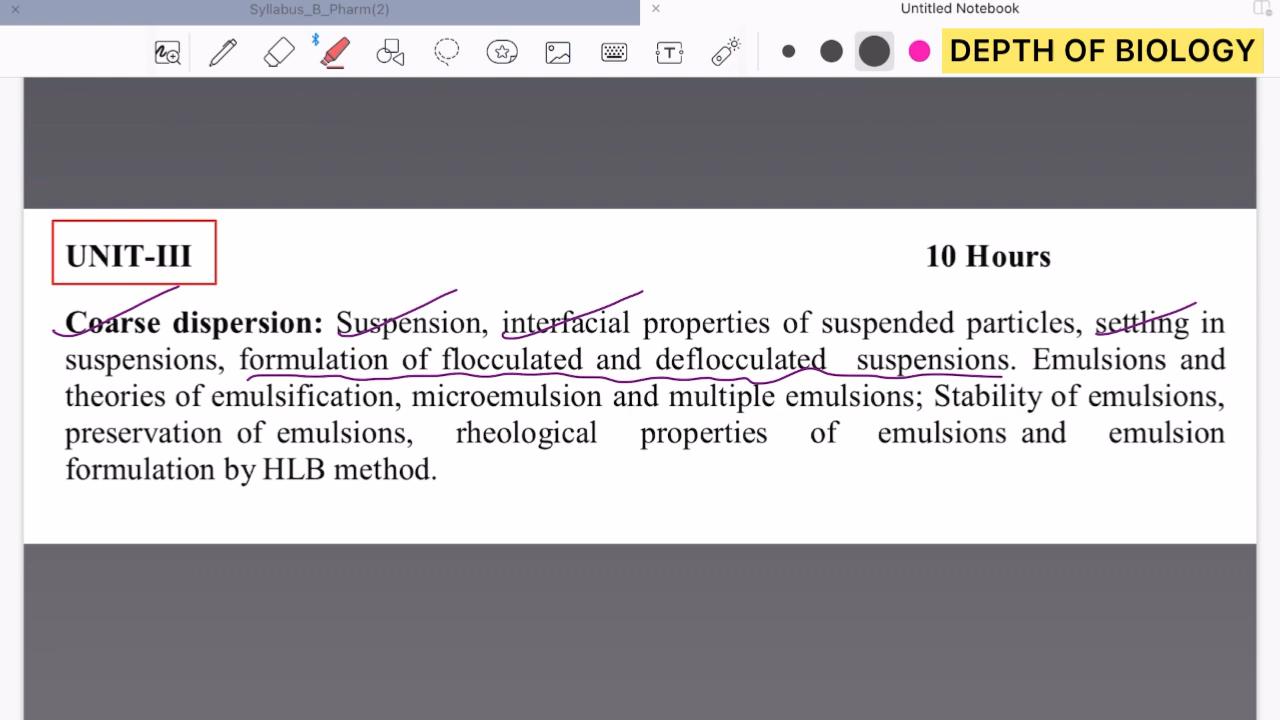 Syllabus_B_Pharm(2)
Untitled Notebook
DEPTH OF BIOLOGY
UNIT-III 10 Hours
Coarse dispersion: Suspension, interfacial properties of suspended particles, settling in
suspensions, formulation of flocculated and deflocculated suspensions. Emulsions and
theories of emulsification, microemulsion and multiple emulsions; Stability of emulsions,
preservation of emulsions, rheological properties of emulsions and emulsion
formulation by HLB method.